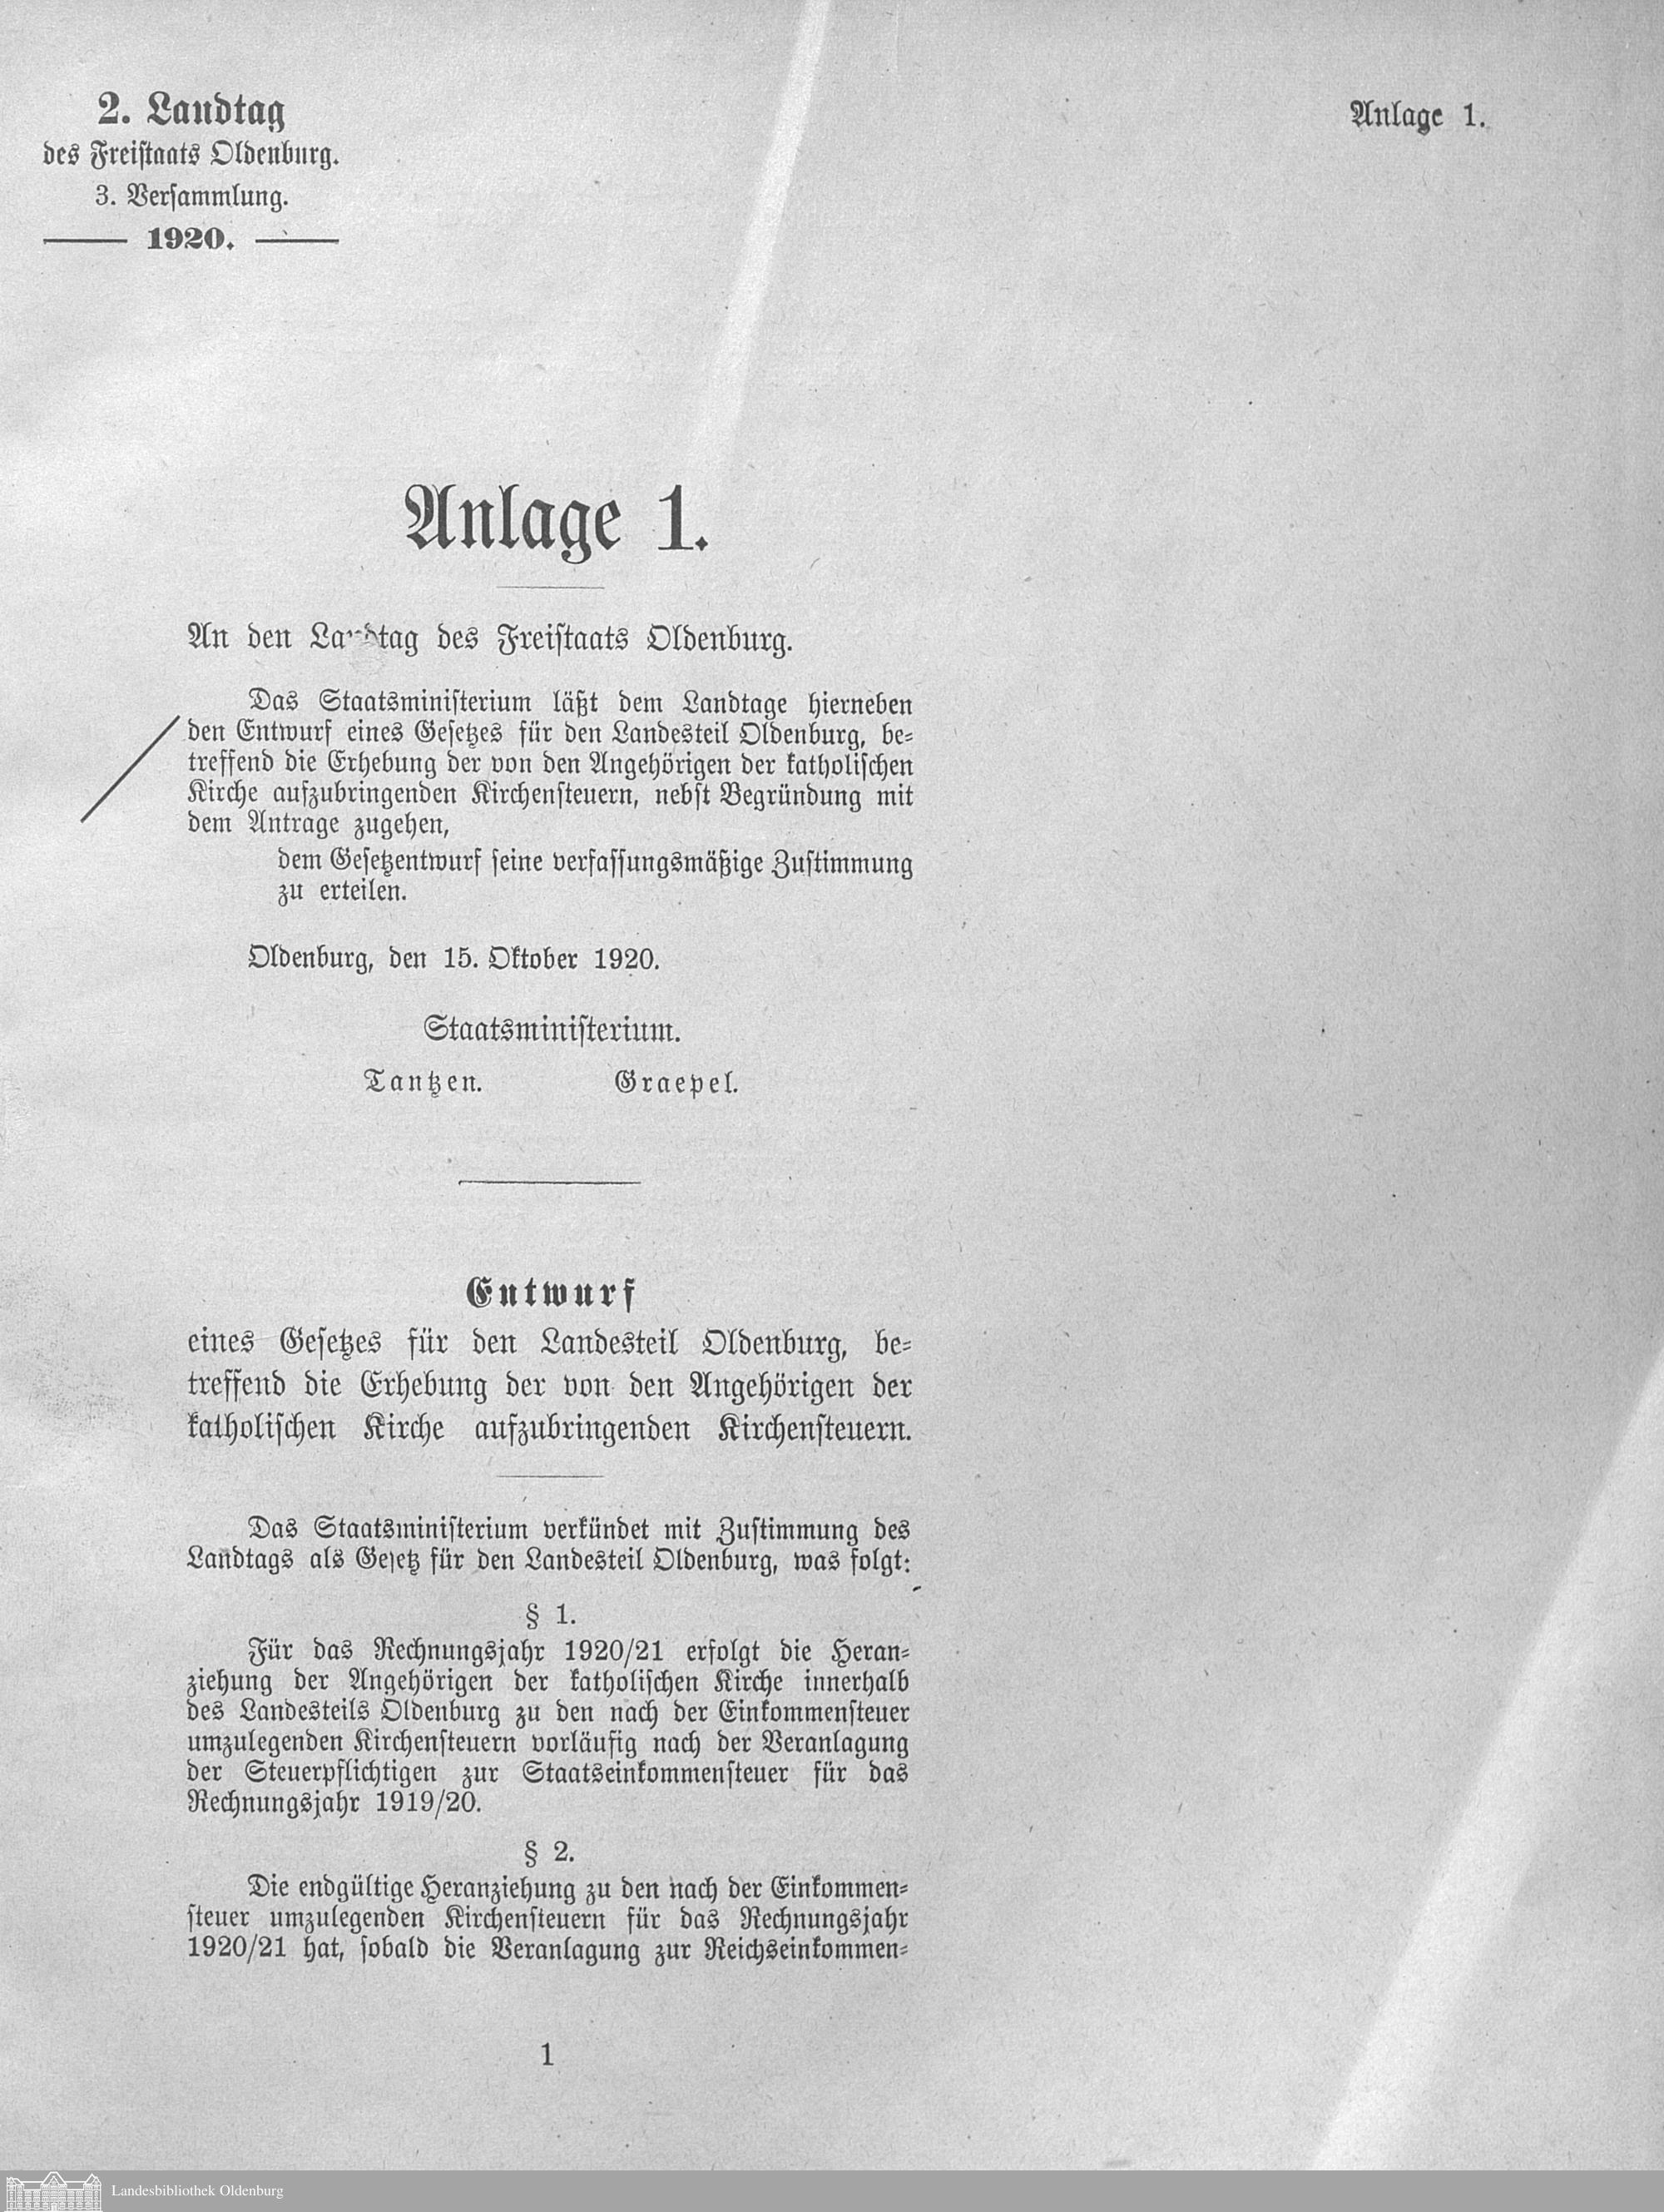 2. Landtag
des Freistaats Oldenburg.
3. Versammlung.
1920.
Anlage 1.
Anlage 1.
An den Landtag des Freistaats Oldenburg.
Das Staatsministerium läßt dem Landtage hierneben
den Entwurf eines Gesetzes für den Landesteil Oldenburg, be-
treffend die Erhebung der von den Angehörigen der katholischen
Kirche aufzubringenden Kirchensteuern, nebst Begründung mit
dem Antrage zugehen,
dem Gesetzentwurf seine verfassungsmäßige Zustimmung
zu erteilen.
Oldenburg, den 15. Oktober 1920.
Staatsministerium.
Tantzen. Graepel.
Entwurf
eines Gesetzes für den Landesteil Oldenburg, be-
treffend die Erhebung der von den Angehörigen der
katholischen Kirche aufzubringenden Kirchensteuern.
Das Staatsministerium verkündet mit Zustimmung des
Landtags als Gesetz für den Landesteil Oldenburg, was folgt:
§ 1.
Für das Rechnungsjahr 1920/21 erfolgt die Heran-
ziehung der Angehörigen der katholischen Kirche innerhalb
des Landesteils Oldenburg zu den nach der Einkommensteuer
umzulegenden Kirchensteuern vorläufig nach der Veranlagung
der Steuerpflichtigen zur Staatseinkommensteuer für das
Rechnungsjahr 1919/20.
§ 2.
Die endgültige Heranziehung zu den nach der Einkommen-
steuer umzulegenden Kirchensteuern für das Rechnungsjahr
1920/21 hat, sobald die Veranlagung zur Reichseinkommen-
1
Landesbibliothek Oldenburg